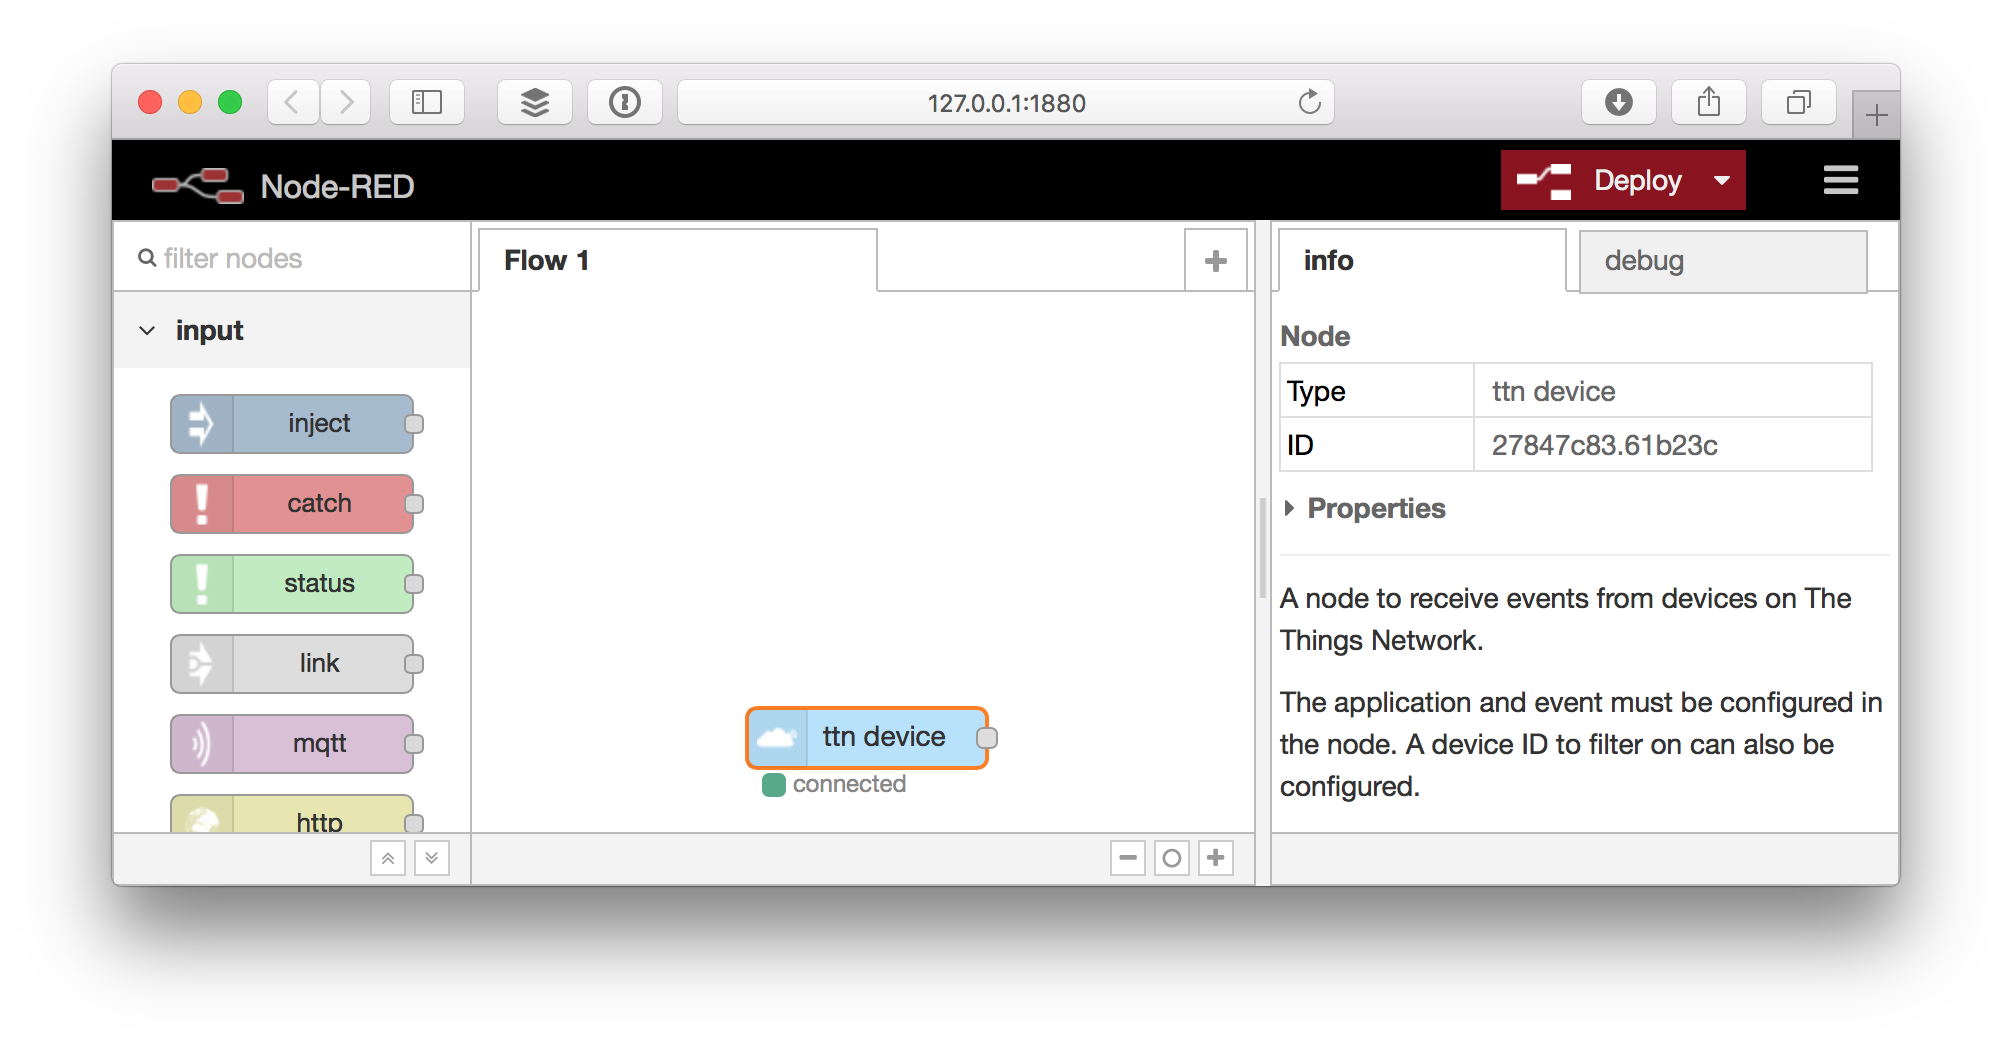 127.0.0.1:1880
Node-RED
Deploy
filter nodes
input
inject
catch
status
link
mqtt
http
Flow 1
ttn device
connected
info
debug
Node
Type ttn device
ID 27847c83.61b23c
Properties
A node to receive events from devices on The
Things Network.
The application and event must be configured in
the node. A device ID to filter on can also be
configured.